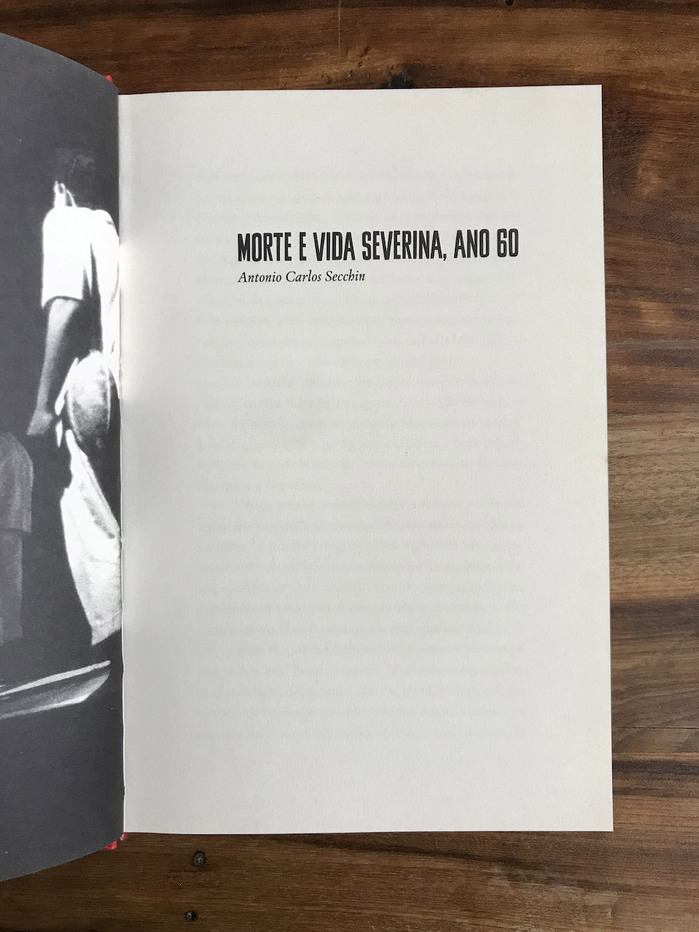 MORTE E VIDA SEVERINA, ANO 60
Antonio Carlos Secchin